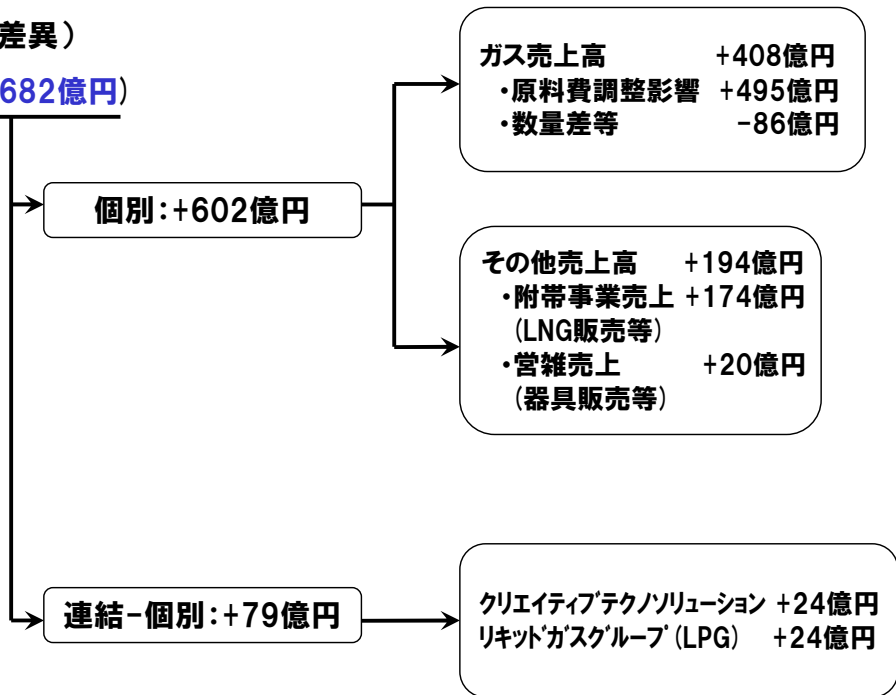 差異）
682億円)
ガス売上高 +408億円
・原料費調整影響 +495億円
・数量差等 -86億円
個別：+602億円
その他売上高 +194億円
・附帯事業売上 +174億円
(LNG販売等)
・営雑売上 +20億円
(器具販売等)
連結-個別：+79億円
クリエイティブテクノソリューション +24億円
リキッドガスグループ(LPG) +24億円